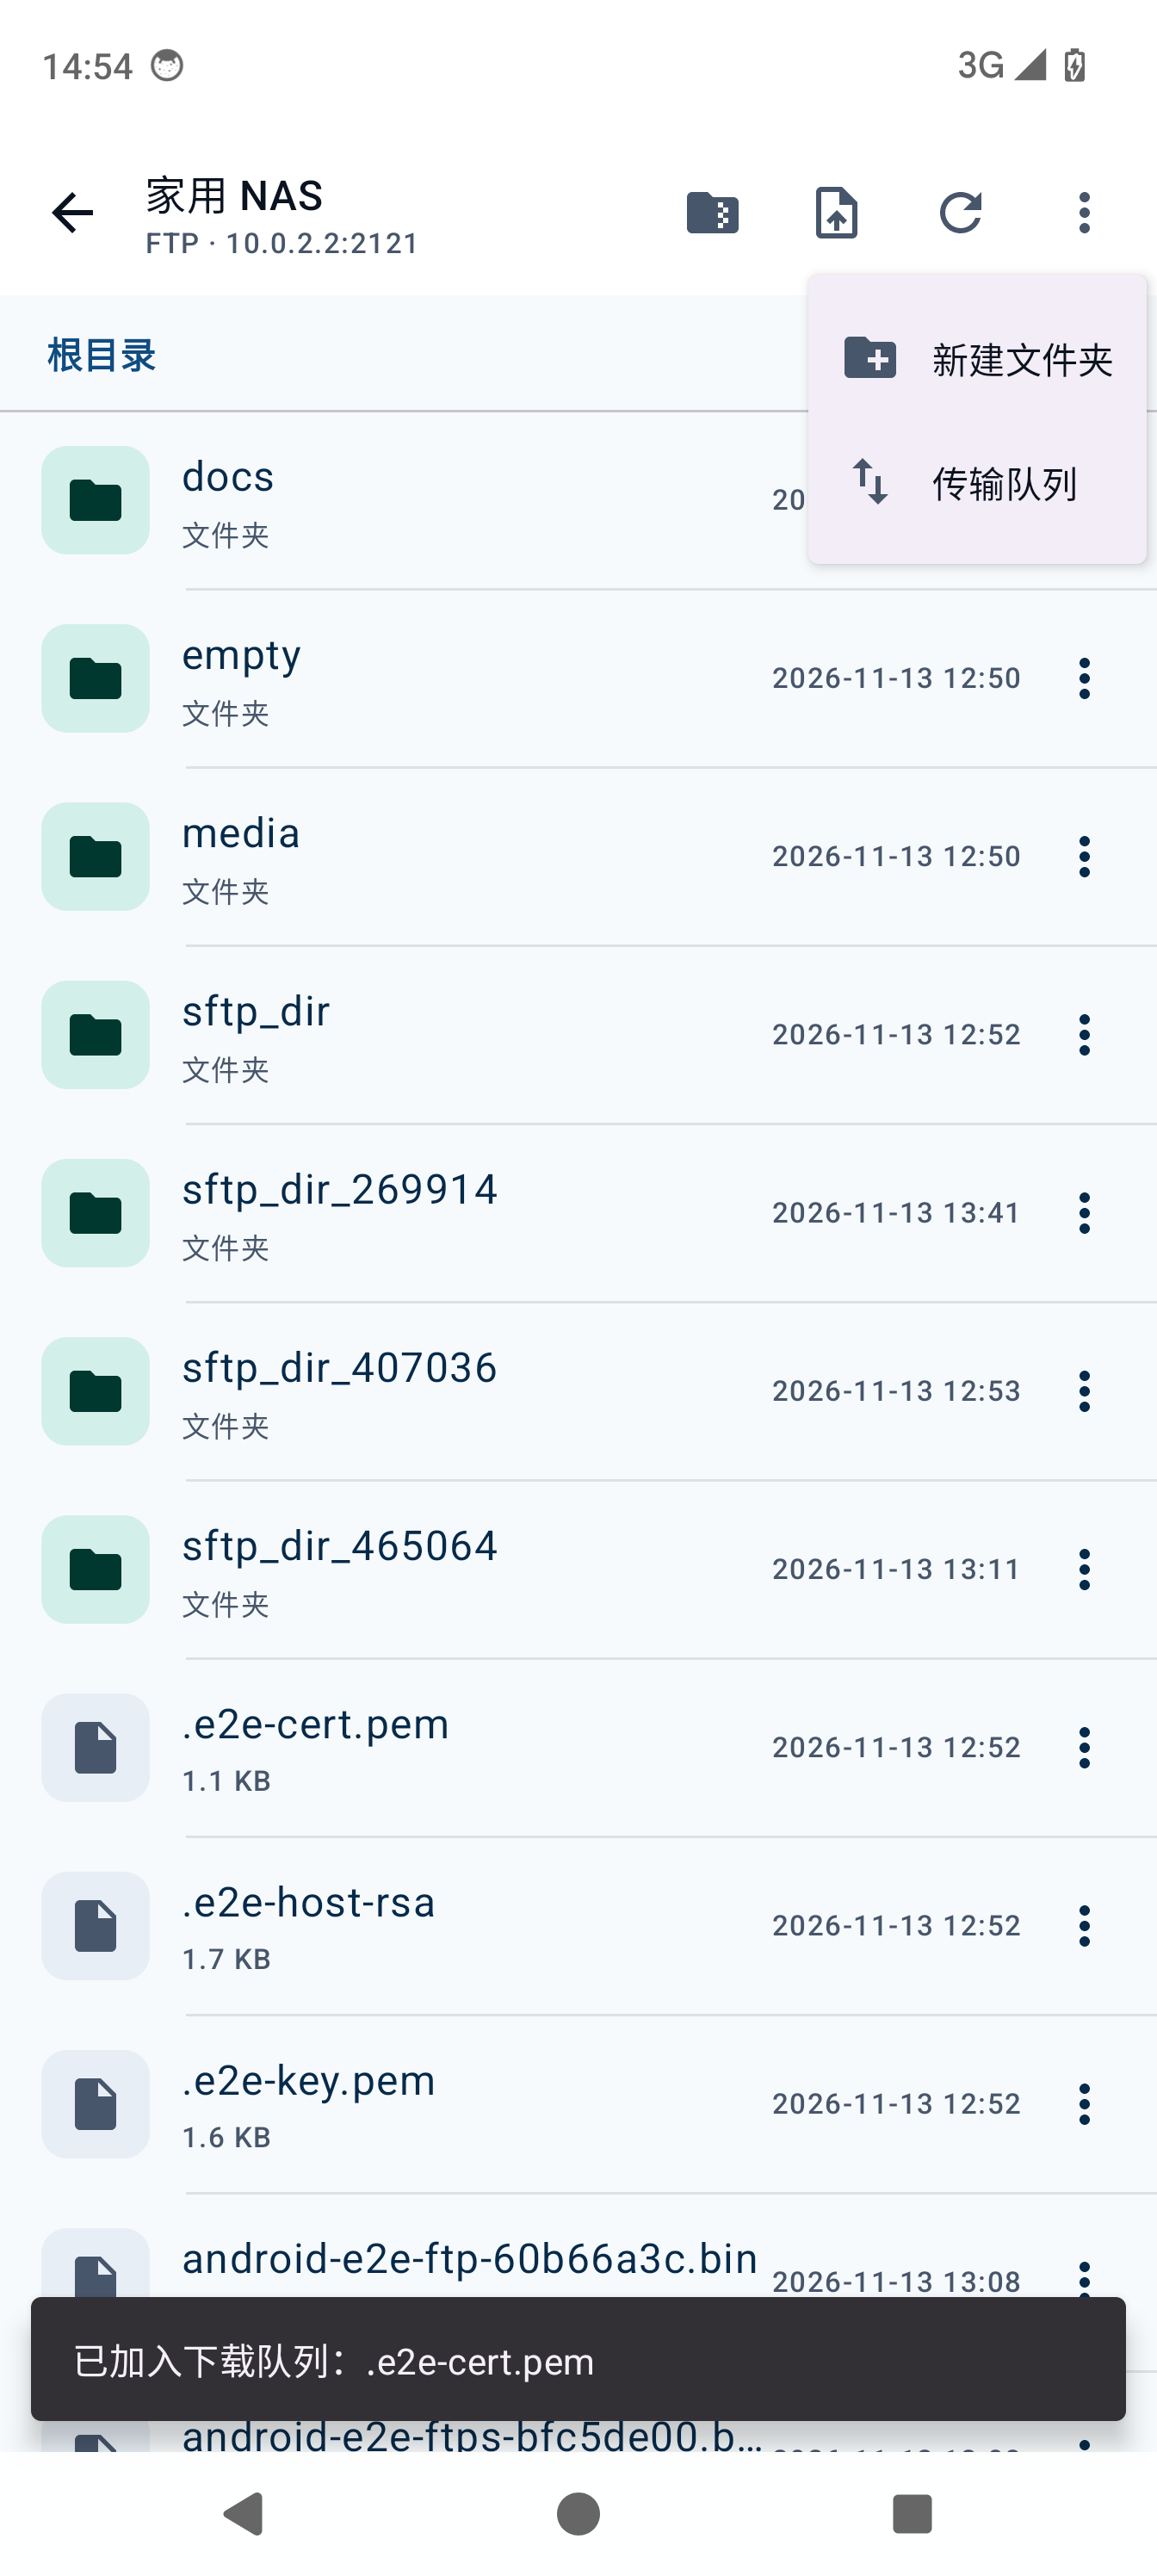 14:54
3G
家用 NAS
FTP · 10.0.2.2:2121
新建文件夹
传输队列
根目录
docs
20
文件夹
empty
2026-11-13 12:50
文件夹
media
2026-11-13 12:50
文件夹
sftp_dir
2026-11-13 12:52
文件夹
sftp_dir_269914
2026-11-13 13:41
文件夹
sftp_dir_407036
2026-11-13 12:53
文件夹
sftp_dir_465064
2026-11-13 13:11
文件夹
.e2e-cert.pem
2026-11-13 12:52
1.1 KB
.e2e-host-rsa
2026-11-13 12:52
1.7 KB
.e2e-key.pem
2026-11-13 12:52
1.6 KB
android-e2e-ftp-60b66a3c.bin
2026-11-13 13:08
已加入下载队列：.e2e-cert.pem
android-e2e-ftps-bfc5de00.b…